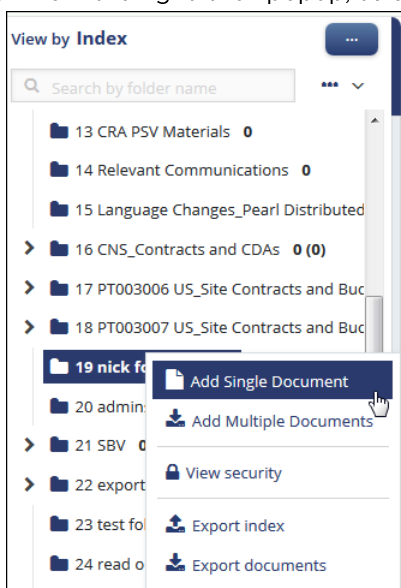 View by Index
...
Search by folder name
13 CRA PSV Materials 0
14 Relevant Communications 0
15 Language Changes_Pearl Distributed
16 CNS_Contracts and CDAs 0 (0)
17 PT003006 US_Site Contracts and Buc
18 PT003007 US_Site Contracts and Buc
19 nick fo
Add Single Document
20 admin
Add Multiple Documents
21 SBV 0
View security
22 export
23 test fol
Export index
24 read o
Export documents